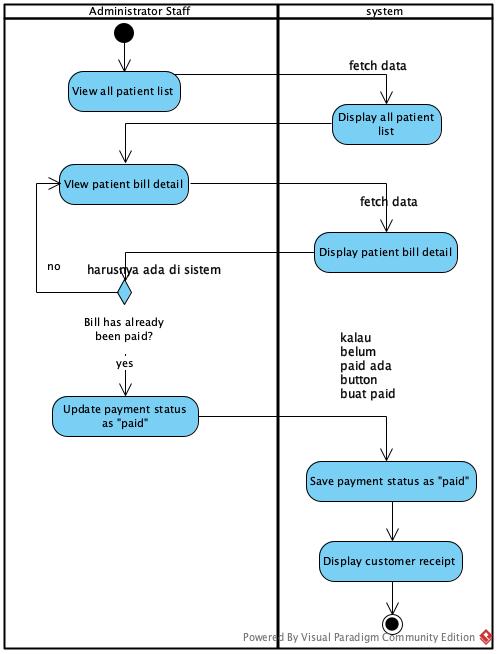 Administrator Staff
system
View all patient list
fetch data
Display all patient
list
VIew patient bill detail
fetch data
Display patient bill detail
no
harusnya ada di sistem
Bill has already
been paid?
yes
kalau
belum
paid ada
button
buat paid
Update payment status
as "paid"
Save payment status as "paid"
Display customer receipt
Powered By Visual Paradigm Community Edition